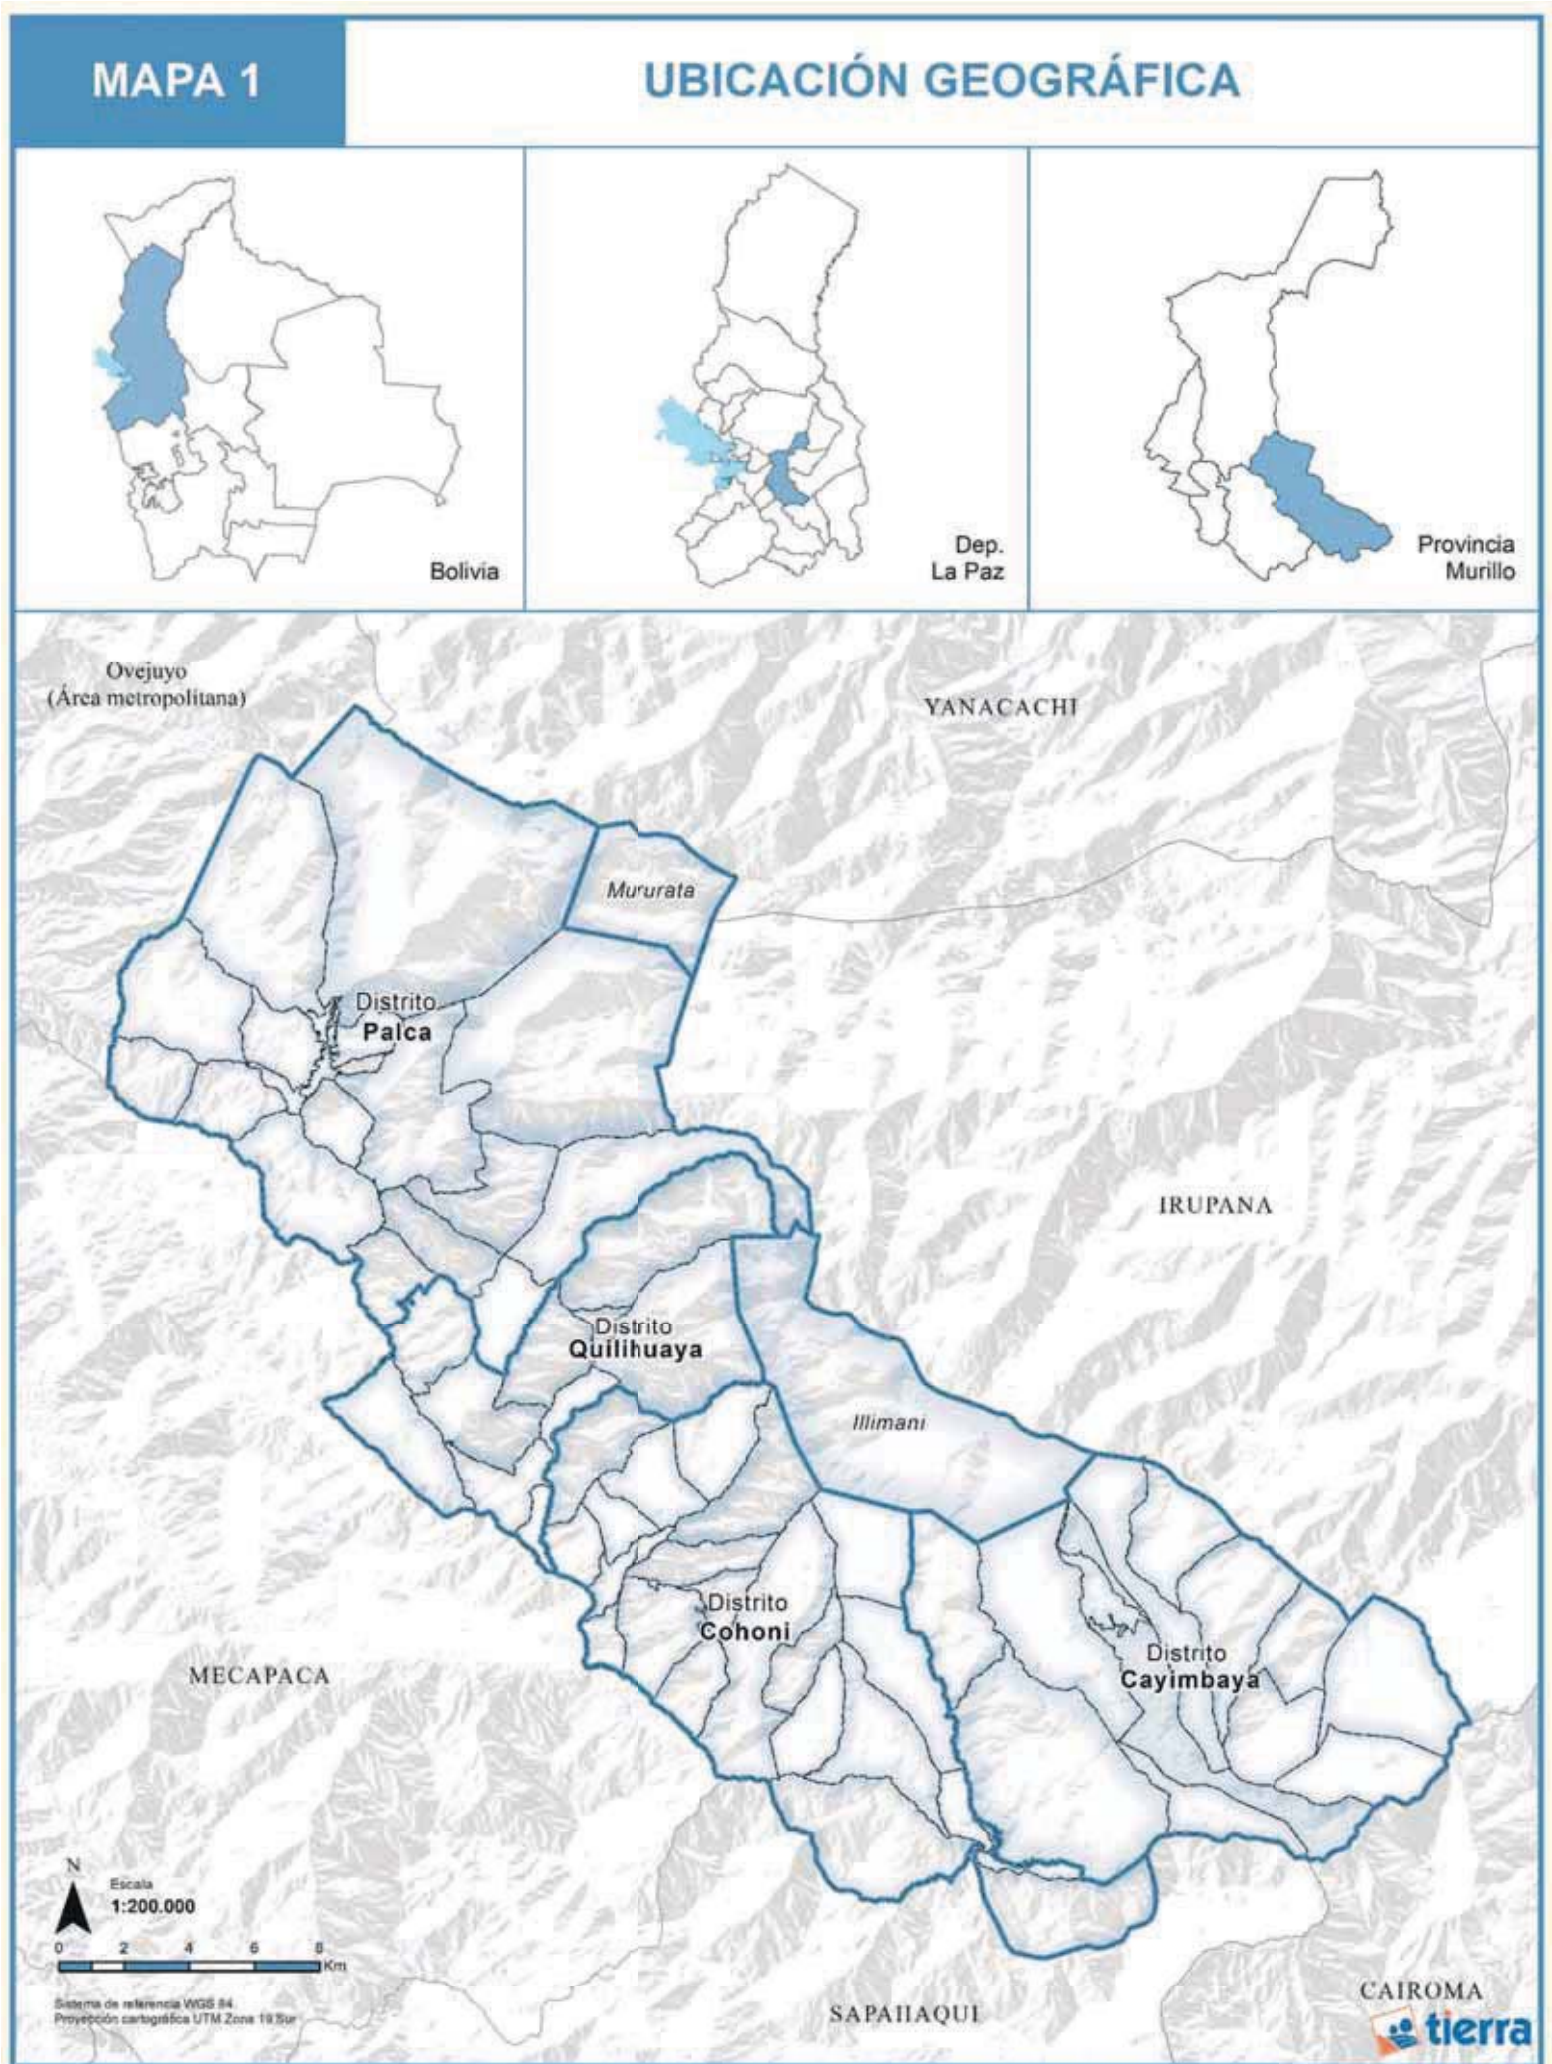 MAPA 1
UBICACIÓN GEOGRÁFICA
Bolivia
Dep.
La Paz
Provincia
Murillo
Ovejuyo
(Área metropolitana)
YANACACHI
Mururata
Distrito
Palca
IRUPANA
Distrito
Quilihuaya
Illimani
Distrito
Cohoni
Distrito
Cayimbaya
MECAPACA
N
Escala
1:200.000
0 2 4 6 8
Km
Sistema de referencia WGS 84
Proyección cartográfica UTM Zona 19 Sur
SAPAHAQUI
CAIROMA
tierra